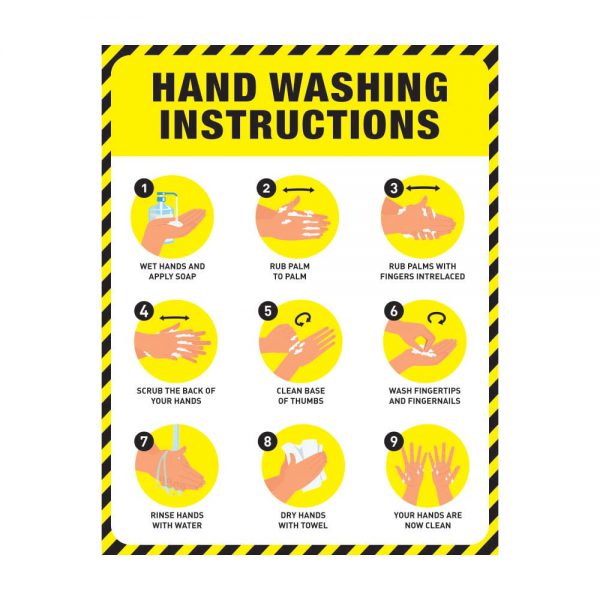 HAND WASHING
INSTRUCTIONS
1
WET HANDS AND
APPLY SOAP
2
RUB PALM
TO PALM
3
RUB PALMS WITH
FINGERS INTRELACED
4
SCRUB THE BACK OF
YOUR HANDS
5
CLEAN BASE
OF THUMBS
6
WASH FINGERTIPS
AND FINGERNAILS
7
RINSE HANDS
WITH WATER
8
DRY HANDS
WITH TOWEL
9
YOUR HANDS ARE
NOW CLEAN